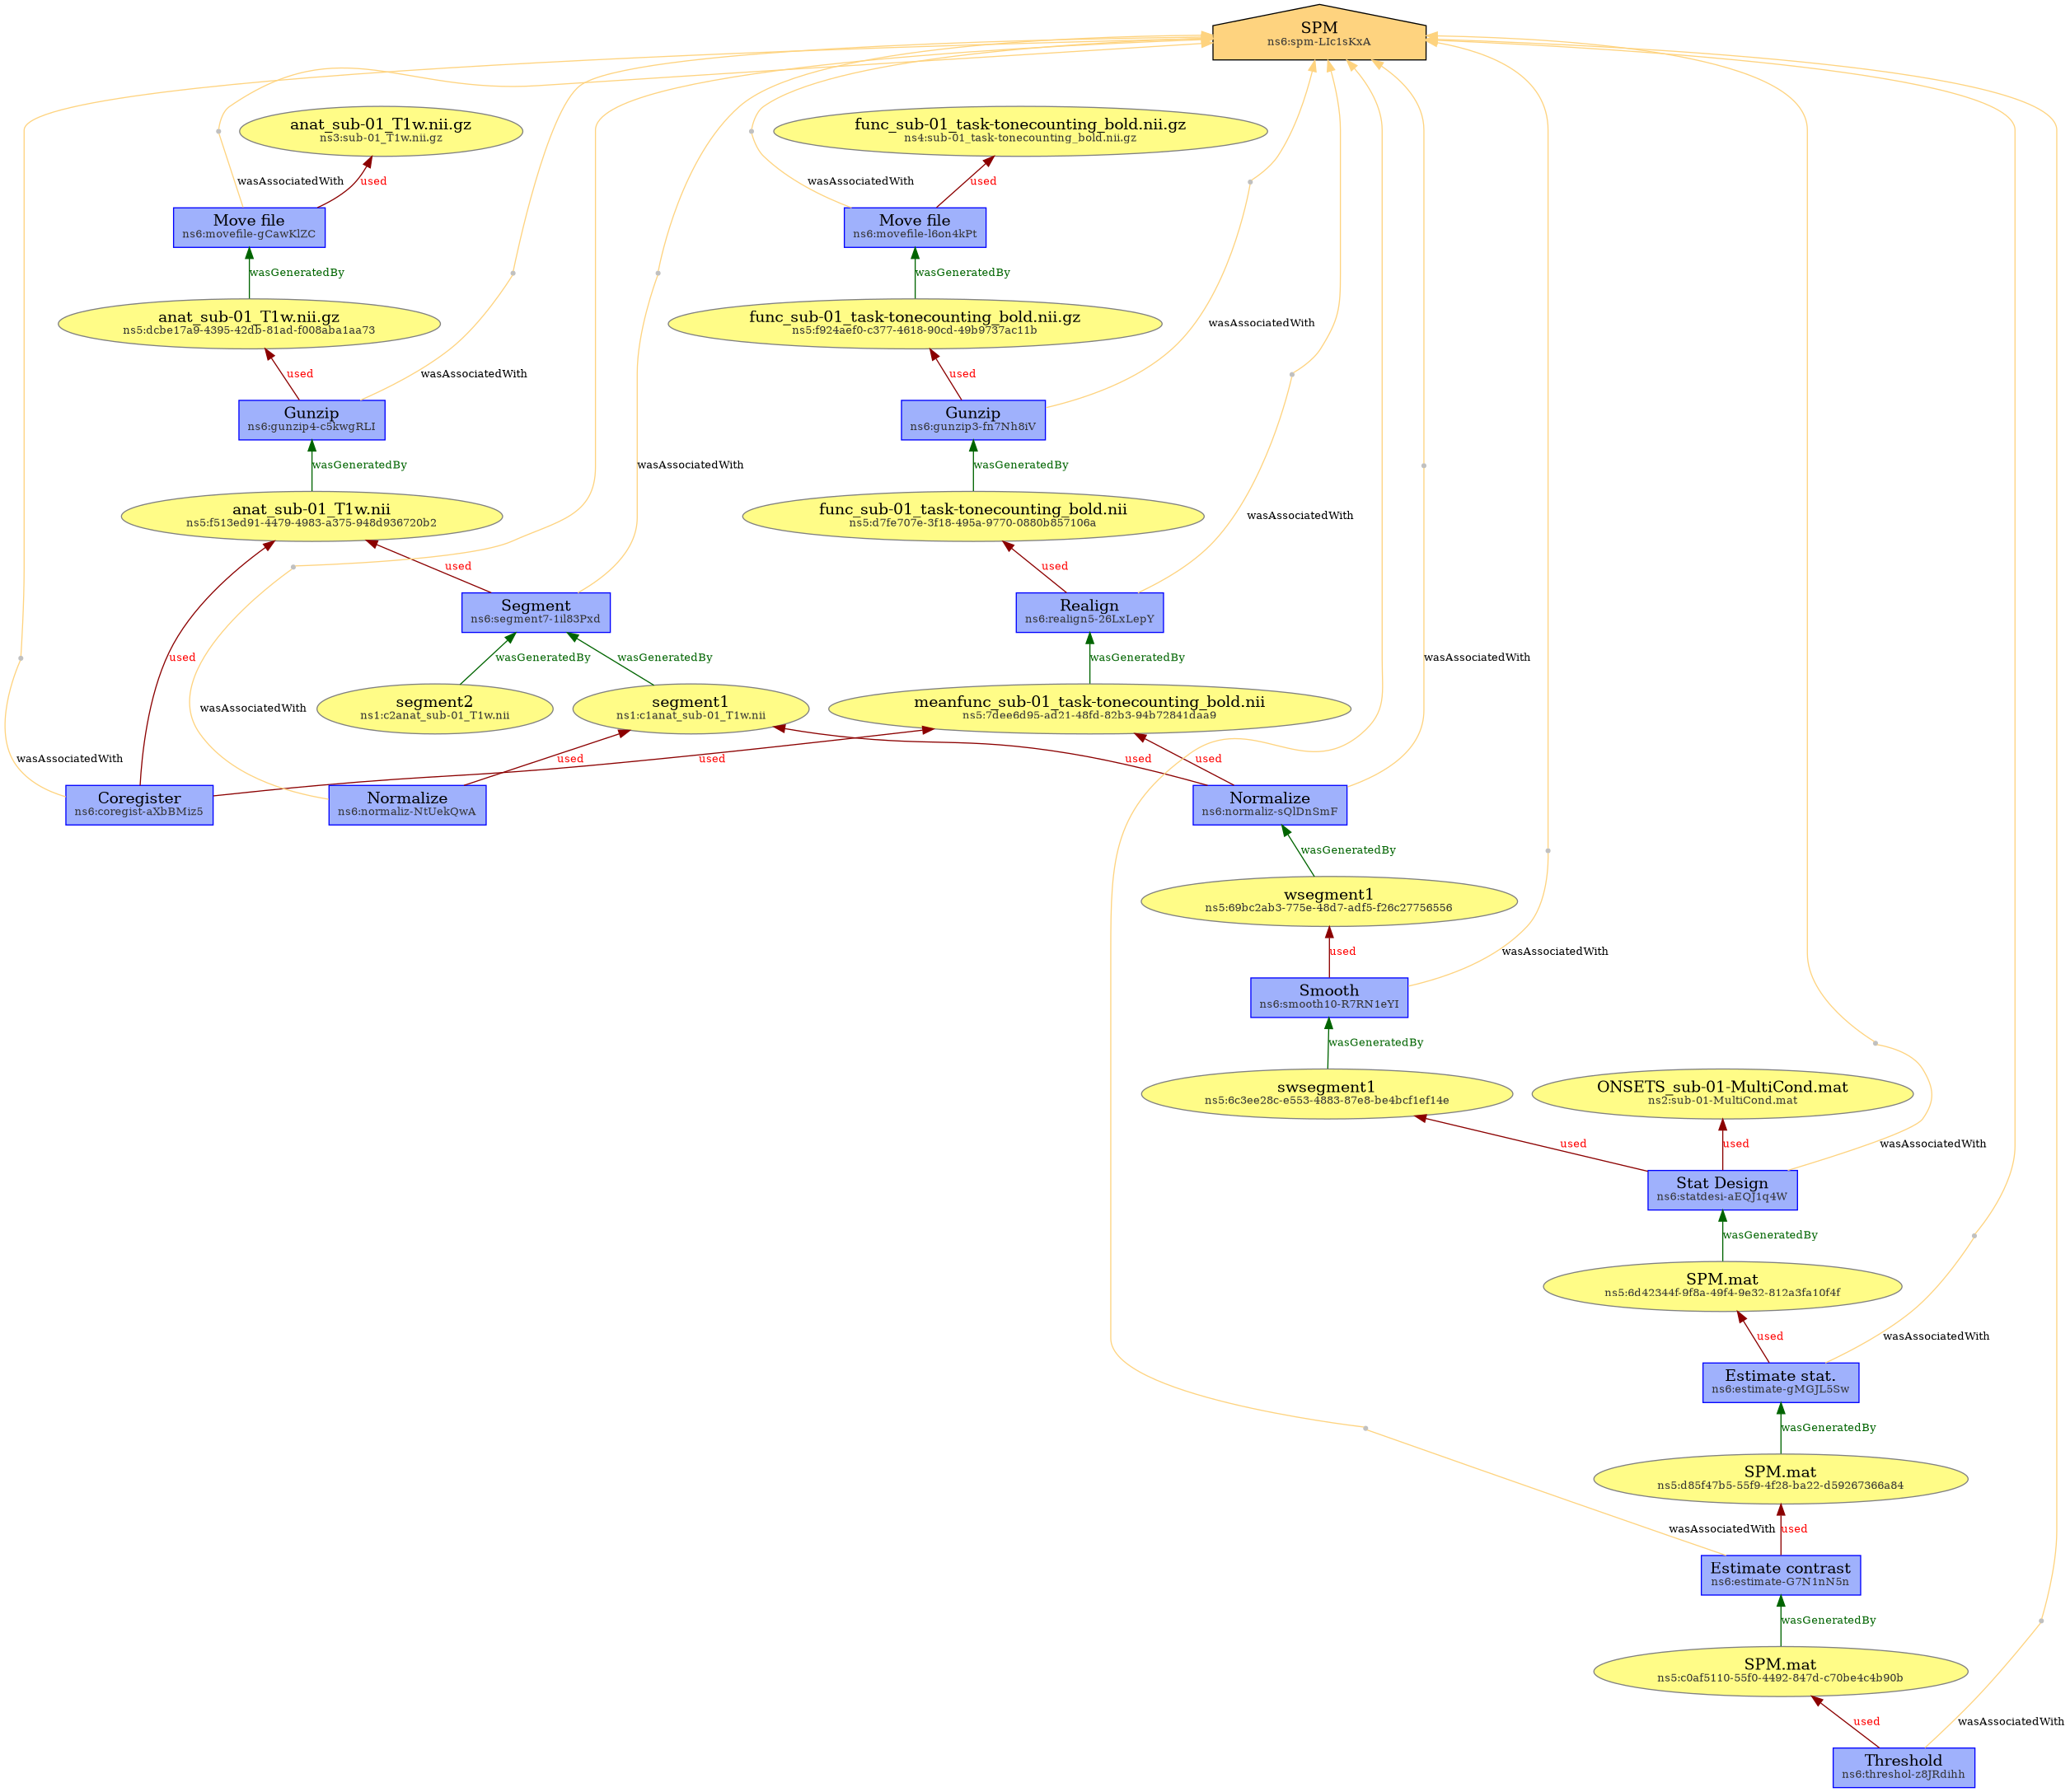 SPM
ns6:spm-LIc1sKxA
anat_sub-01_T1w.nii.gz
ns3:sub-01_T1w.nii.gz
func_sub-01_task-tonecounting_bold.nii.gz
ns4:sub-01_task-tonecounting_bold.nii.gz
wasAssociatedWith
used
wasAssociatedWith
used
Move file
ns6:movefile-gCawKlZC
Move file
ns6:movefile-l6on4kPt
wasGeneratedBy
wasGeneratedBy
anat_sub-01_T1w.nii.gz
ns5:dcbe17a9-4395-42db-81ad-f008aba1aa73
func_sub-01_task-tonecounting_bold.nii.gz
ns5:f924aef0-c377-4618-90cd-49b9737ac11b
wasAssociatedWith
used
wasAssociatedWith
used
Gunzip
ns6:gunzip4-c5kwgRLI
Gunzip
ns6:gunzip3-fn7Nh8iV
wasGeneratedBy
wasAssociatedWith
wasGeneratedBy
anat_sub-01_T1w.nii
ns5:f513ed91-4479-4983-a375-948d936720b2
func_sub-01_task-tonecounting_bold.nii
ns5:d7fe707e-3f18-495a-9770-0880b857106a
wasAssociatedWith
used
used
Segment
ns6:segment7-1il83Pxd
Realign
ns6:realign5-26LxLepY
used
wasGeneratedBy
wasGeneratedBy
wasGeneratedBy
wasAssociatedWith
segment2
ns1:c2anat_sub-01_T1w.nii
segment1
ns1:c1anat_sub-01_T1w.nii
meanfunc_sub-01_task-tonecounting_bold.nii
ns5:7dee6d95-ad21-48fd-82b3-94b72841daa9
wasAssociatedWith
wasAssociatedWith
used
used
used
used
Coregister
ns6:coregist-aXbBMiz5
Normalize
ns6:normaliz-NtUekQwA
Normalize
ns6:normaliz-sQlDnSmF
wasGeneratedBy
wsegment1
ns5:69bc2ab3-775e-48d7-adf5-f26c27756556
used
wasAssociatedWith
Smooth
ns6:smooth10-R7RN1eYI
wasGeneratedBy
swsegment1
ns5:6c3ee28c-e553-4883-87e8-be4bcf1ef14e
ONSETS_sub-01-MultiCond.mat
ns2:sub-01-MultiCond.mat
used
used
wasAssociatedWith
Stat Design
ns6:statdesi-aEQJ1q4W
wasGeneratedBy
SPM.mat
ns5:6d42344f-9f8a-49f4-9e32-812a3fa10f4f
used
wasAssociatedWith
Estimate stat.
ns6:estimate-gMGJL5Sw
wasGeneratedBy
SPM.mat
ns5:d85f47b5-55f9-4f28-ba22-d59267366a84
wasAssociatedWith
used
Estimate contrast
ns6:estimate-G7N1nN5n
wasGeneratedBy
SPM.mat
ns5:c0af5110-55f0-4492-847d-c70be4c4b90b
used
wasAssociatedWith
Threshold
ns6:threshol-z8JRdihh